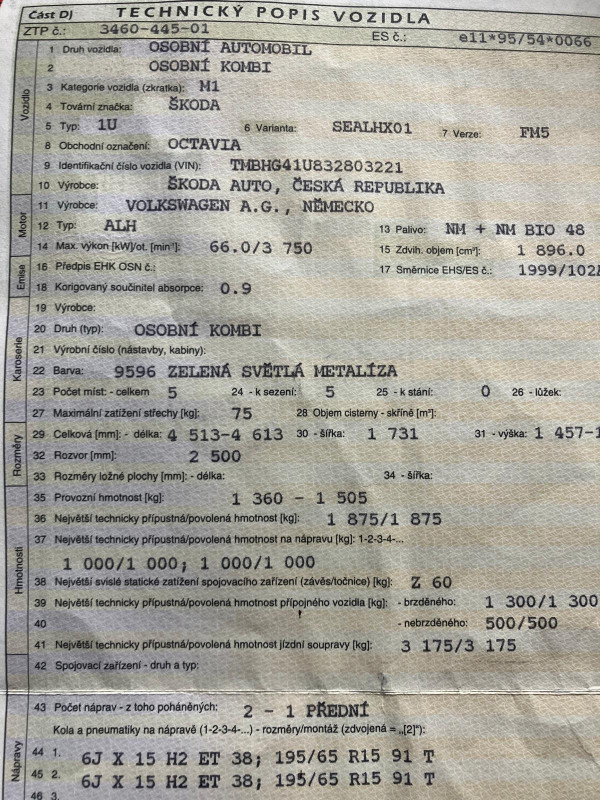 Část D) TECHNICKÝ POPIS VOZIDLA
ZTP č.: 3460-445-01 ES č.: e11*95/54*0066
Vozidlo
1 Druh vozidla: OSOBNÍ AUTOMOBIL
2 OSOBNÍ KOMBI
3 Kategorie vozidla (zkratka): M1
4 Tovární značka: ŠKODA
5 Typ: 1U 6 Varianta: SEALHX01 7 Verze: FM5
8 Obchodní označení: OCTAVIA
9 Identifikační číslo vozidla (VIN): TMBHG41U832803221
10 Výrobce: ŠKODA AUTO, ČESKÁ REPUBLIKA
Motor
11 Výrobce: VOLKSWAGEN A.G., NĚMECKO
12 Typ: ALH 13 Palivo: NM + NM BIO 48
14 Max. výkon [kW]/ot. [min⁻¹]: 66.0/3 750 15 Zdvih. objem [cm³]: 1 896.0
Emise
16 Předpis EHK OSN č.: 17 Směrnice EHS/ES č.: 1999/102
18 Korigovaný součinitel absorpce: 0.9
Karoserie
19 Výrobce:
20 Druh (typ): OSOBNÍ KOMBI
21 Výrobní číslo (nástavby, kabiny):
22 Barva: 9596 ZELENÁ SVĚTLÁ METALÍZA
23 Počet míst: - celkem 5 24 - k sezení: 5 25 - k stání: 0 26 - lůžek:
27 Maximální zatížení střechy [kg]: 75 28 Objem cisterny - skříně [m³]:
Rozměry
29 Celková [mm]: - délka: 4 513-4 613 30 - šířka: 1 731 31 - výška: 1 457-1
32 Rozvor [mm]: 2 500
33 Rozměry ložné plochy [mm]: - délka: 34 - šířka:
Hmotnosti
35 Provozní hmotnost [kg]: 1 360 - 1 505
36 Největší technicky přípustná/povolená hmotnost [kg]: 1 875/1 875
37 Největší technicky přípustná/povolená hmotnost na nápravu [kg]: 1-2-3-4-...
1 000/1 000; 1 000/1 000
38 Největší svislé statické zatížení spojovacího zařízení (závěs/točnice) [kg]: Z 60
39 Největší technicky přípustná/povolená hmotnost přípojného vozidla [kg]: - brzděného: 1 300/1 300
40 - nebrzděného: 500/500
41 Největší technicky přípustná/povolená hmotnost jízdní soupravy [kg]: 3 175/3 175
42 Spojovací zařízení - druh a typ:
Nápravy
43 Počet náprav - z toho poháněných: 2 - 1 PŘEDNÍ
Kola a pneumatiky na nápravě (1-2-3-4-...) - rozměry/montáž (zdvojená = „[2]"):
44 1. 6J X 15 H2 ET 38; 195/65 R15 91 T
45 2. 6J X 15 H2 ET 38; 195/65 R15 91 T
46 3.